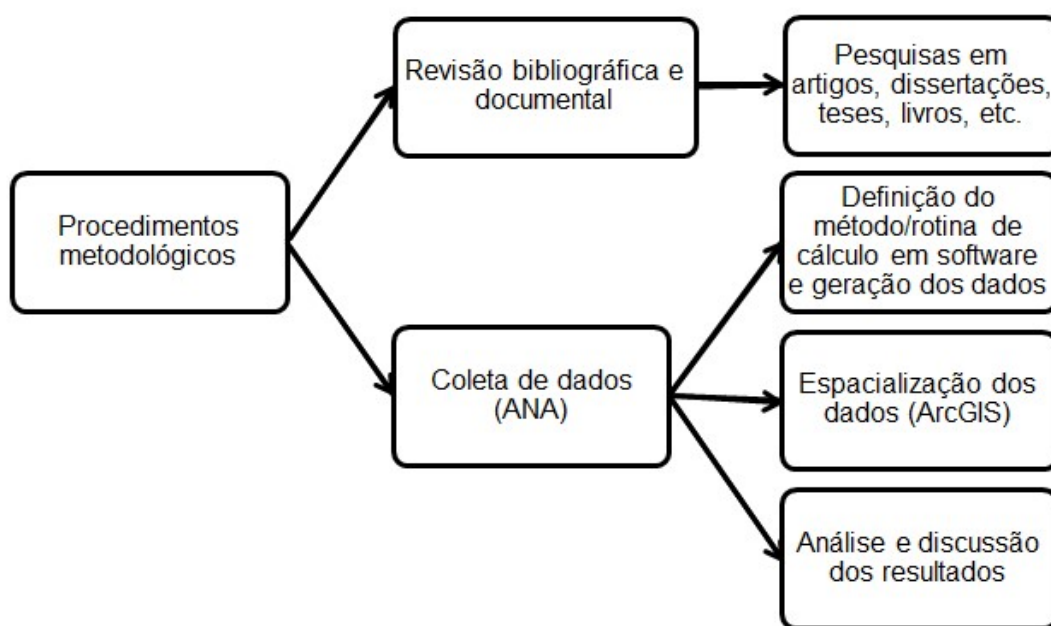 Procedimentos
metodológicos
Revisão bibliográfica e
documental
Pesquisas em
artigos, dissertações,
teses, livros, etc.
Coleta de dados
(ANA)
Definição do
método/rotina de
cálculo em software
e geração dos dados
Espacialização dos
dados (ArcGIS)
Análise e discussão
dos resultados